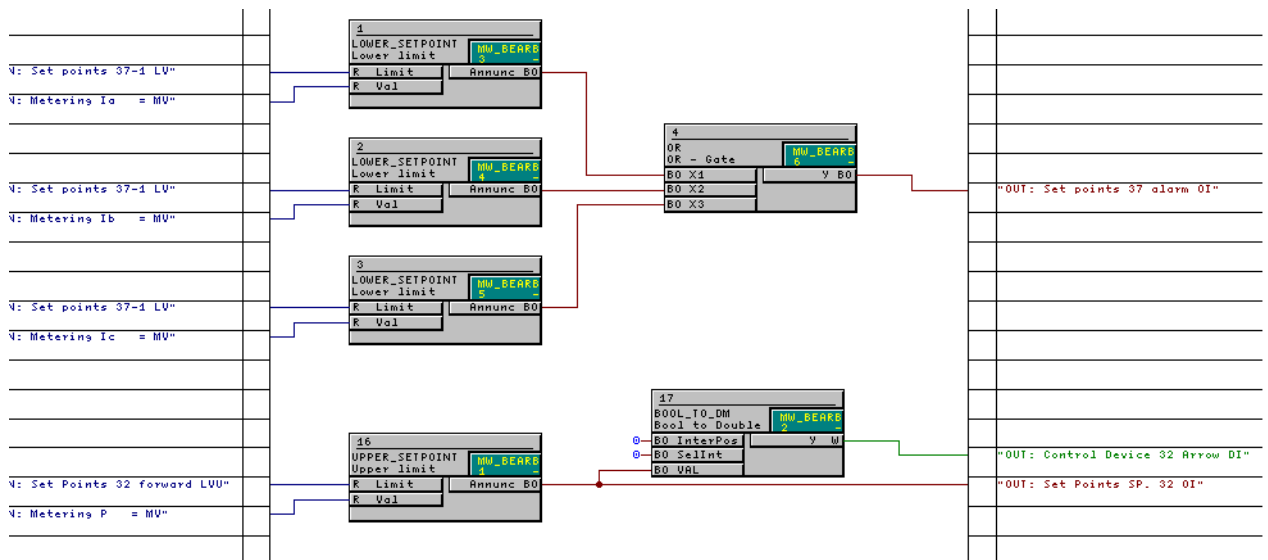 1
LOWER_SETPOINT
Lower limit
MW_BEARB
3 -
N: Set points 37-1 LV"
R Limit
Annunc BO
N: Metering Ia = MV"
R Val
2
LOWER_SETPOINT
Lower limit
MW_BEARB
4 -
N: Set points 37-1 LV"
R Limit
Annunc BO
N: Metering Ib = MV"
R Val
4
OR
OR - Gate
MW_BEARB
6 -
BO X1
Y BO
BO X2
BO X3
"OUT: Set points 37 alarm OI"
3
LOWER_SETPOINT
Lower limit
MW_BEARB
5 -
N: Set points 37-1 LV"
R Limit
Annunc BO
N: Metering Ic = MV"
R Val
17
BOOL_TO_DM
Bool to Double
MW_BEARB
2 -
0
BO InterPos
Y W
0
BO SelInt
BO VAL
"OUT: Control Device 32 Arrow DI"
16
UPPER_SETPOINT
Upper limit
MW_BEARB
1 -
N: Set Points 32 forward LVU"
R Limit
Annunc BO
"OUT: Set Points SP. 32 OI"
N: Metering P = MV"
R Val